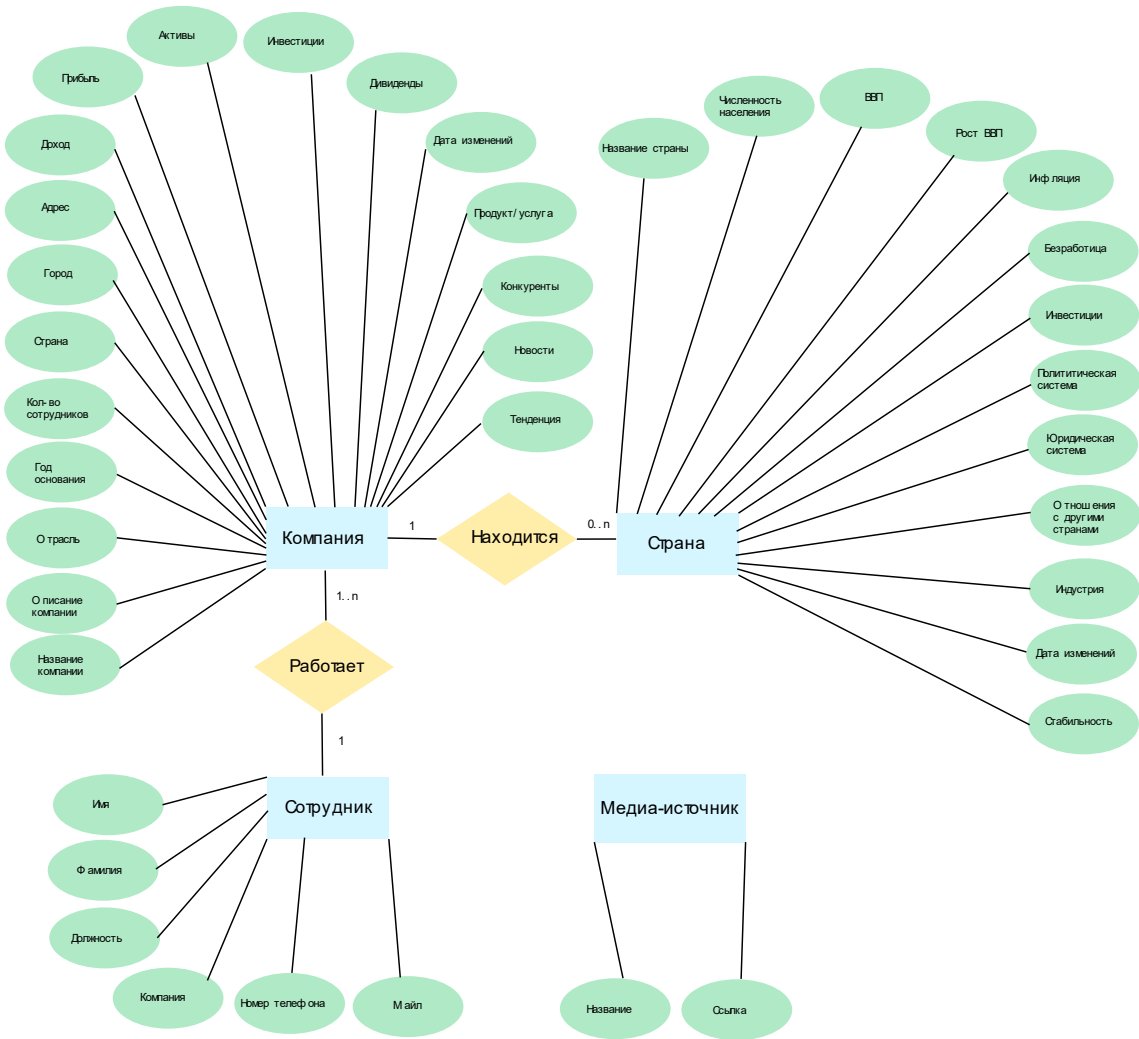 Активы
Инвестиции
Прибыль
Дивиденды
Доход
Дата изменений
Адрес
Продукт/услуга
Город
Конкуренты
Страна
Новости
Кол-во
сотрудников
Тенденция
Год
основания
Отрасль
Описание
компании
Название
компании
Компания
1
Находится
0..n
Страна
Название страны
Численность
населения
ВВП
Рост ВВП
Инфляция
Безработица
Инвестиции
Полититическая
система
Юридическая
система
Отношения
с другими
странами
Индустрия
Дата изменений
Стабильность
1..n
Работает
1
Сотрудник
Имя
Фамилия
Должность
Компания
Номер телефона
Майл
Медиа-источник
Название
Ссылка